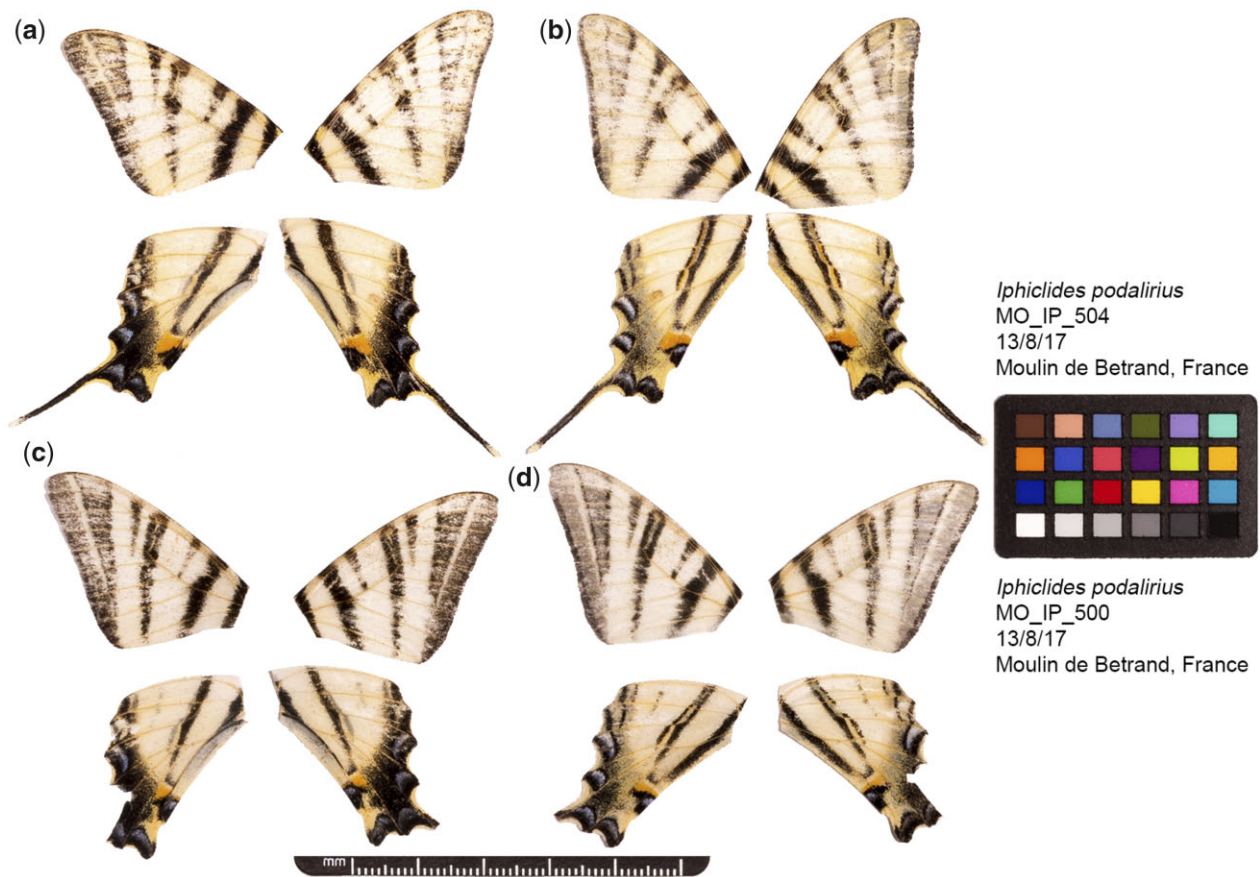 (a)
(b)
Iphiclides podalirius
MO_IP_504
13/8/17
Moulin de Betrand, France
(c)
(d)
Iphiclides podalirius
MO_IP_500
13/8/17
Moulin de Betrand, France
mm